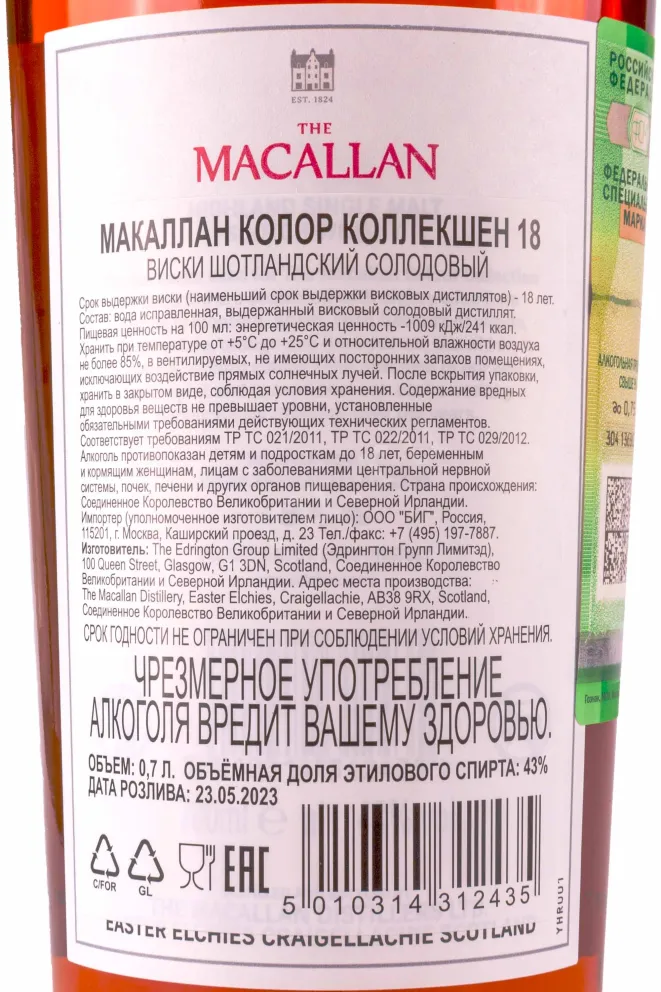 EST. 1824
THE
MACALLAN
МАКАЛЛАН КОЛОР КОЛЛЕКШЕН 18
ВИСКИ ШОТЛАНДСКИЙ СОЛОДОВЫЙ
Срок выдержки виски (наименьший срок выдержки висковых дистиллятов) - 18 лет.
Состав: вода исправленная, выдержанный висковый солодовый дистиллят.
Пищевая ценность на 100 мл: энергетическая ценность -1009 кДж/241 ккал.
Хранить при температуре от +5°С до +25°С и относительной влажности воздуха
не более 85%, в вентилируемых, не имеющих посторонних запахов помещениях,
исключающих воздействие прямых солнечных лучей. После вскрытия упаковки,
хранить в закрытом виде, соблюдая условия хранения. Содержание вредных
для здоровья веществ не превышает уровни, установленные
обязательными требованиями действующих технических регламентов.
Соответствует требованиям ТР ТС 021/2011, ТР ТС 022/2011, ТР ТС 029/2012.
Алкоголь противопоказан детям и подросткам до 18 лет, беременным
и кормящим женщинам, лицам с заболеваниями центральной нервной
системы, почек, печени и других органов пищеварения. Страна происхождения:
Соединенное Королевство Великобритании и Северной Ирландии.
Импортер (уполномоченное изготовителем лицо): ООО "БИГ", Россия,
115201, г. Москва, Каширский проезд, д. 23 Тел./факс: +7 (495) 197-7887.
Изготовитель: The Edrington Group Limited (Эдрингтон Групп Лимитэд),
100 Queen Street, Glasgow, G1 3DN, Scotland, Соединенное Королевство
Великобритании и Северной Ирландии. Адрес места производства:
The Macallan Distillery, Easter Elchies, Craigellachie, AB38 9RX, Scotland,
Соединенное Королевство Великобритании и Северной Ирландии.
СРОК ГОДНОСТИ НЕ ОГРАНИЧЕН ПРИ СОБЛЮДЕНИИ УСЛОВИЙ ХРАНЕНИЯ.
ЧРЕЗМЕРНОЕ УПОТРЕБЛЕНИЕ
АЛКОГОЛЯ ВРЕДИТ ВАШЕМУ ЗДОРОВЬЮ.
ОБЪЕМ: 0,7 Л. ОБЪЁМНАЯ ДОЛЯ ЭТИЛОВОГО СПИРТА: 43%
ДАТА РОЗЛИВА: 23.05.2023
C/FOR
GL
EAC
5 010314 312435
YHR001
EASTER ELCHIES CRAIGELLACHIE SCOTLAND